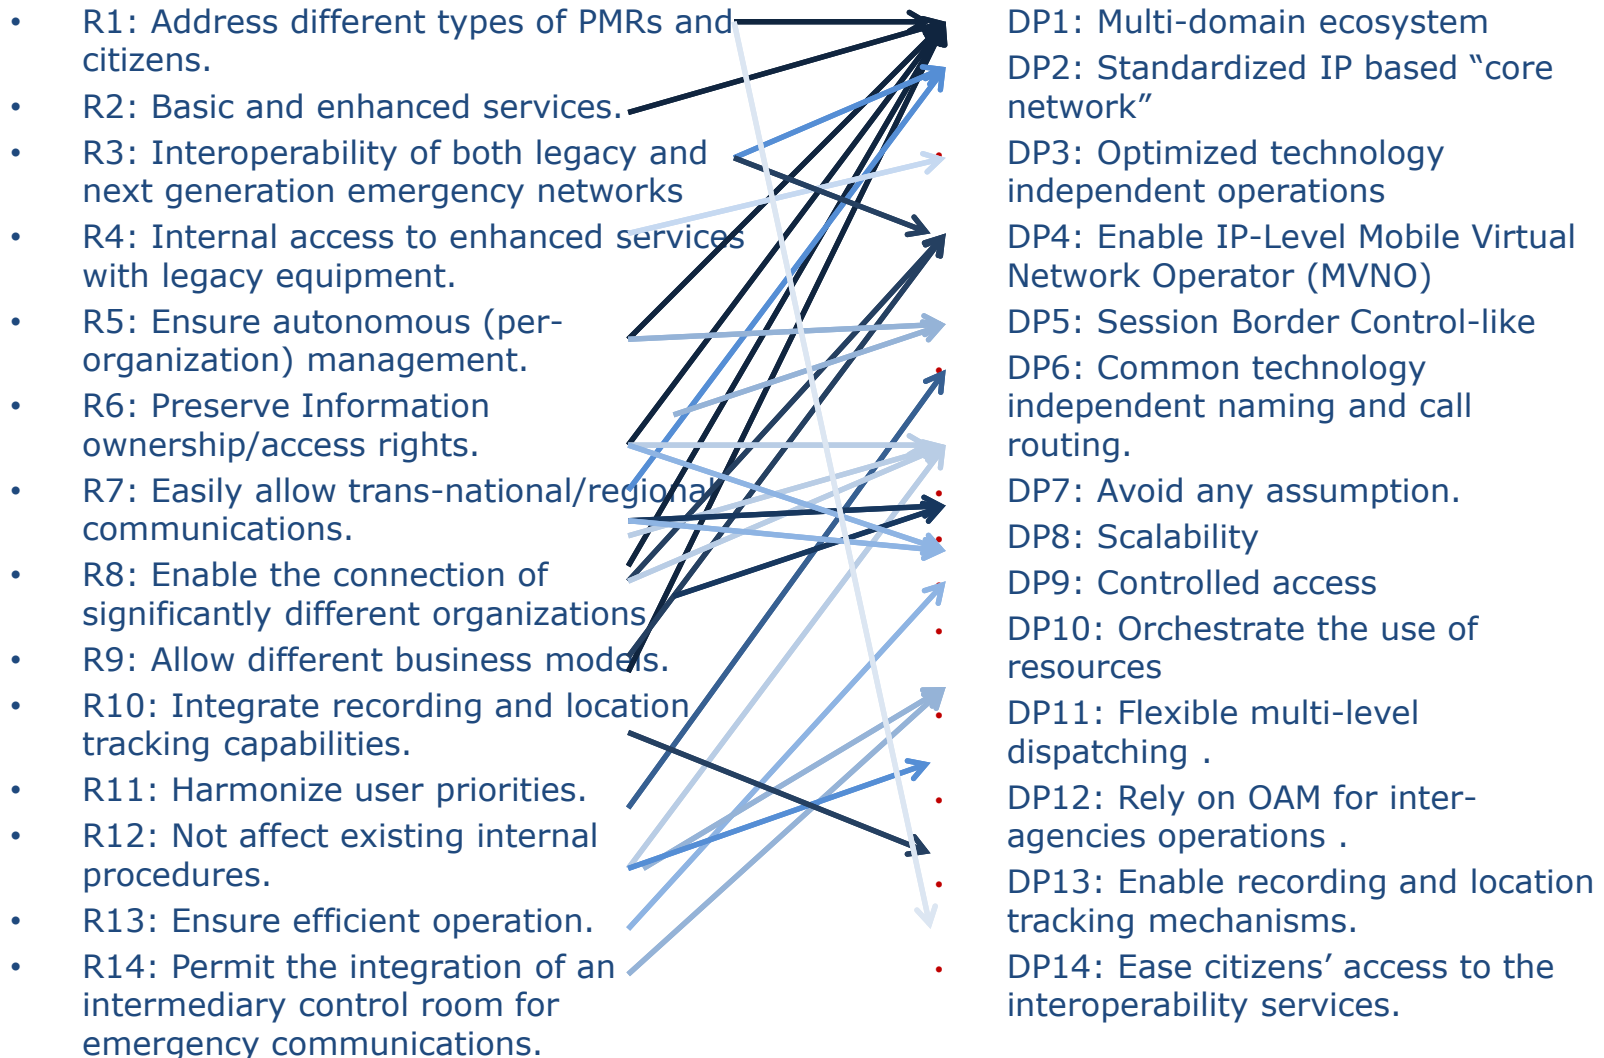 • R1: Address different types of PMRs and
citizens.
• R2: Basic and enhanced services.
• R3: Interoperability of both legacy and
next generation emergency networks
• R4: Internal access to enhanced services
with legacy equipment.
• R5: Ensure autonomous (per-
organization) management.
• R6: Preserve Information
ownership/access rights.
• R7: Easily allow trans-national/regional
communications.
• R8: Enable the connection of
significantly different organizations
• R9: Allow different business models.
• R10: Integrate recording and location
tracking capabilities.
• R11: Harmonize user priorities.
• R12: Not affect existing internal
procedures.
• R13: Ensure efficient operation.
• R14: Permit the integration of an
intermediary control room for
emergency communications.
DP1: Multi-domain ecosystem
DP2: Standardized IP based “core
network”
• DP3: Optimized technology
independent operations
DP4: Enable IP-Level Mobile Virtual
Network Operator (MVNO)
DP5: Session Border Control-like
• DP6: Common technology
independent naming and call
routing.
• DP7: Avoid any assumption.
• DP8: Scalability
• DP9: Controlled access
• DP10: Orchestrate the use of
resources
• DP11: Flexible multi-level
dispatching .
• DP12: Rely on OAM for inter-
agencies operations .
• DP13: Enable recording and location
tracking mechanisms.
• DP14: Ease citizens’ access to the
interoperability services.